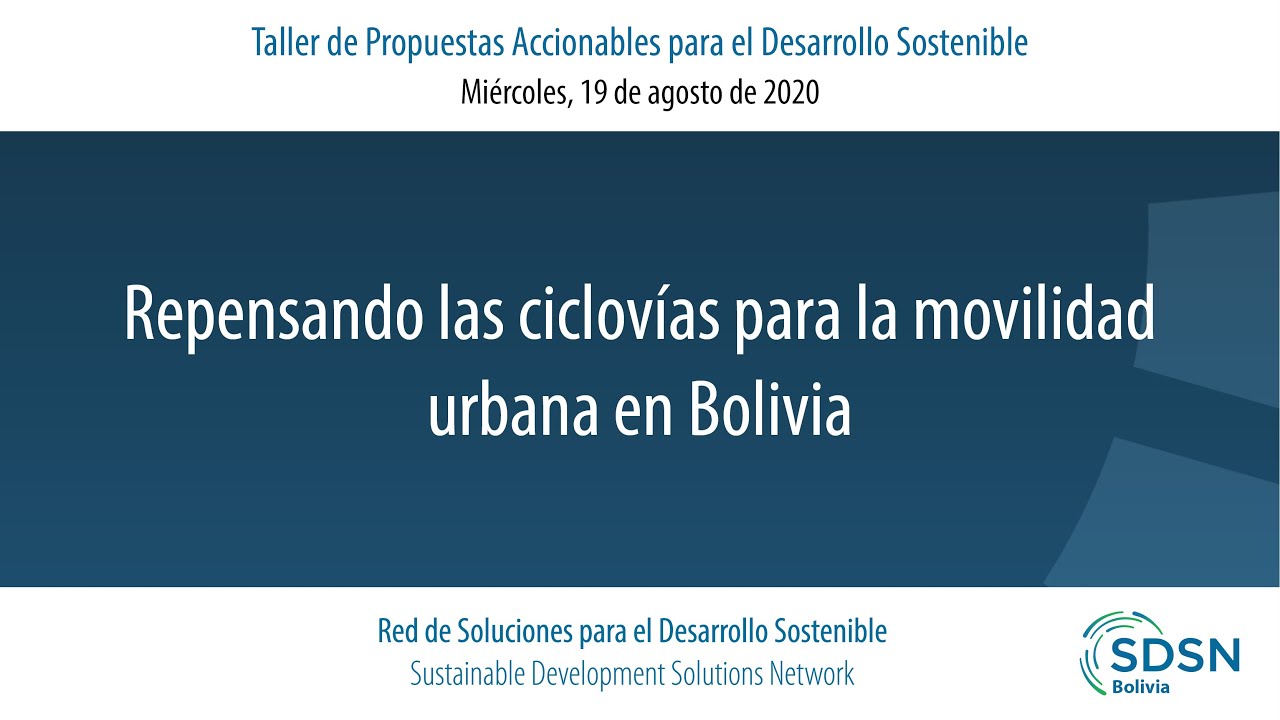 Taller de Propuestas Accionables para el Desarrollo Sostenible
Miércoles, 19 de agosto de 2020
Repensando las ciclovías para la movilidad
urbana en Bolivia
Red de Soluciones para el Desarrollo Sostenible
Sustainable Development Solutions Network
SDSN
Bolivia